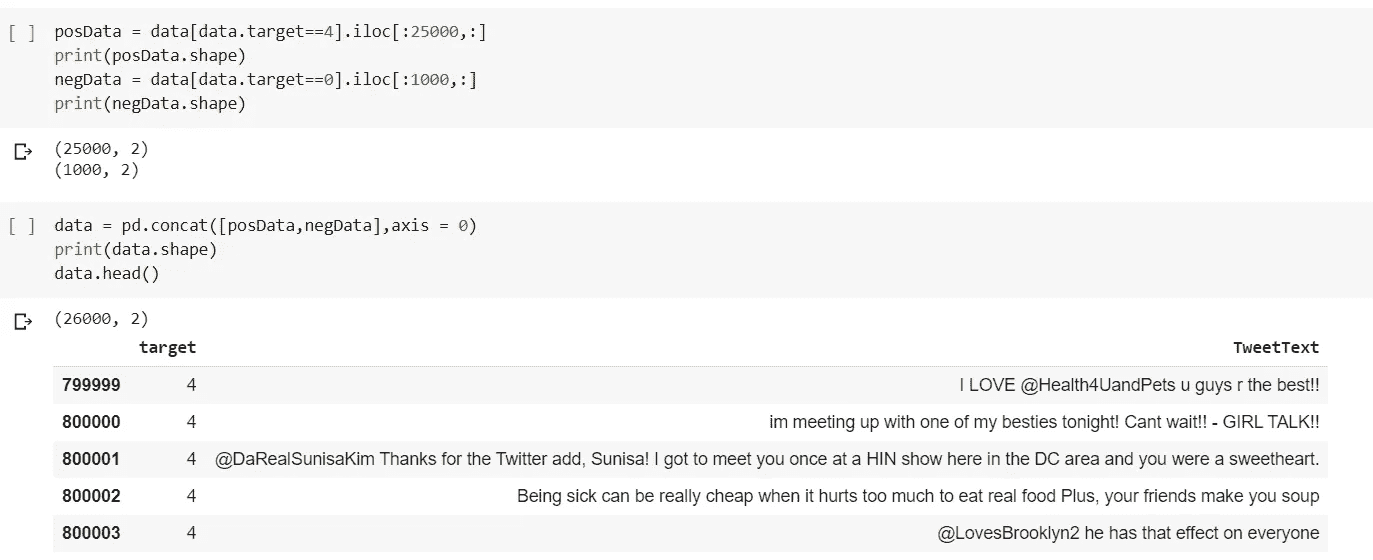 [ ] posData = data[data.target==4].iloc[:25000,:]
print(posData.shape)
negData = data[data.target==0].iloc[:1000,:]
print(negData.shape)
(25000, 2)
(1000, 2)
[ ] data = pd.concat([posData,negData],axis = 0)
print(data.shape)
data.head()
(26000, 2)
target TweetText
799999 4 I LOVE @Health4UandPets u guys r the best!!
800000 4 im meeting up with one of my besties tonight! Cant wait!! - GIRL TALK!!
800001 4 @DaRealSunisaKim Thanks for the Twitter add, Sunisa! I got to meet you once at a HIN show here in the DC area and you were a sweetheart.
800002 4 Being sick can be really cheap when it hurts too much to eat real food Plus, your friends make you soup
800003 4 @LovesBrooklyn2 he has that effect on everyone